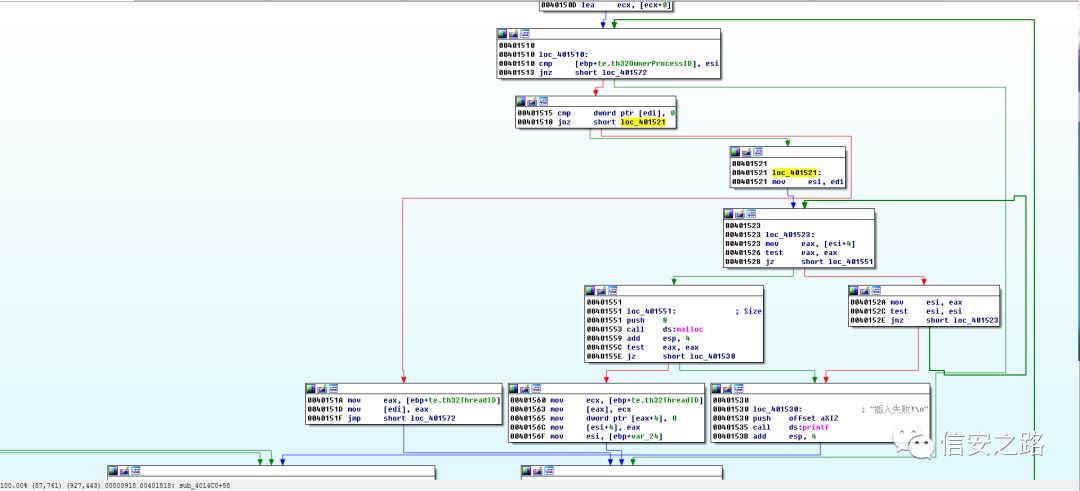 0040150D lea ecx, [ecx+0]
00401510
00401510 loc_401510:
00401510 cmp [ebp+te.th32OwnerProcessID], esi
00401513 jnz short loc_401572
00401515 cmp dword ptr [edi], 0
00401518 jnz short loc_401521
00401521
00401521 loc_401521:
00401521 mov esi, edi
00401523
00401523 loc_401523:
00401523 mov eax, [esi+4]
00401526 test eax, eax
00401528 jz short loc_401551
00401551
00401551 loc_401551: ; Size
00401551 push 8
00401553 call ds:malloc
00401559 add esp, 4
0040155C test eax, eax
0040155E jz short loc_401530
0040152A mov esi, eax
0040152C test esi, esi
0040152E jnz short loc_401523
0040151A mov eax, [ebp+te.th32ThreadID]
0040151D mov [edi], eax
0040151F jmp short loc_401572
00401560 mov ecx, [ebp+te.th32ThreadID]
00401563 mov [eax], ecx
00401565 mov dword ptr [eax+4], 0
0040156C mov [esi+4], eax
0040156F mov esi, [ebp+var_24]
00401530
00401530 loc_401530: ; "插入失败!\n"
00401530 push offset aXIZ
00401535 call ds:printf
0040153B add esp, 4
信安之路
100.00% (87,761) (927,443) 00000918 00401518: sub_4014C0+58